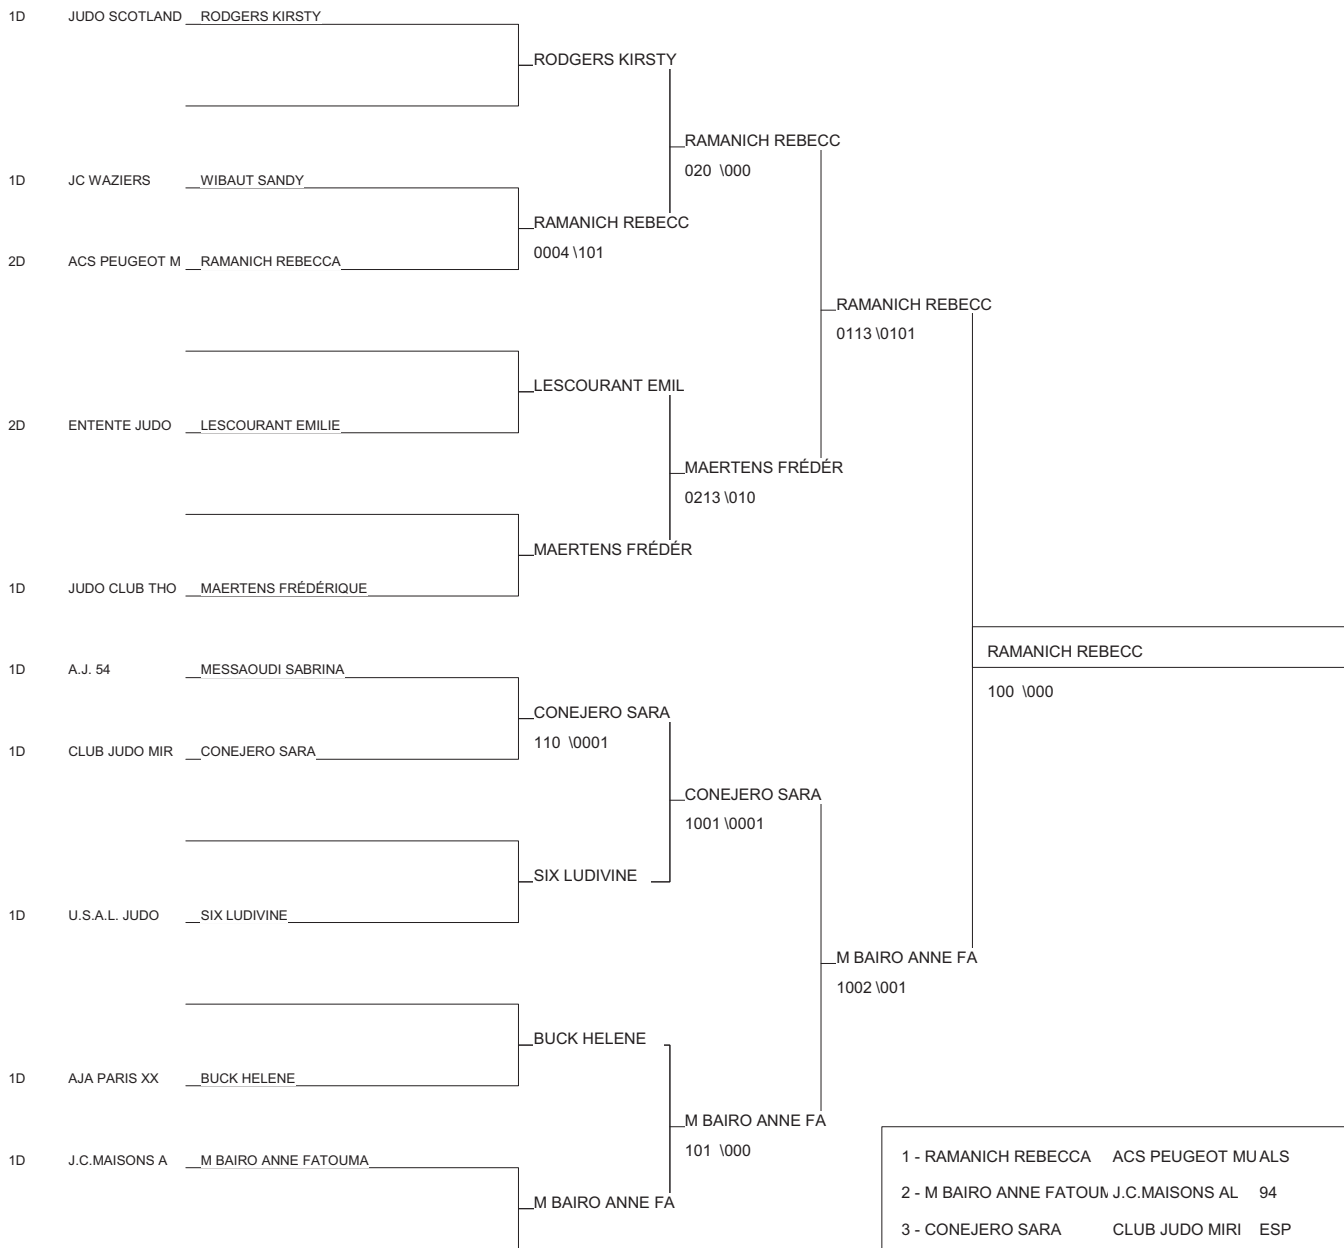 1D JUDO SCOTLAND RODGERS KIRSTY
RODGERS KIRSTY
RAMANICH REBECC
020 \000
1D JC WAZIERS WIBAUT SANDY
RAMANICH REBECC
0004 \101
2D ACS PEUGEOT M RAMANICH REBECCA
RAMANICH REBECC
0113 \0101
LESCOURANT EMIL
2D ENTENTE JUDO LESCOURANT EMILIE
MAERTENS FRÉDÉR
0213 \010
MAERTENS FRÉDÉR
1D JUDO CLUB THO MAERTENS FRÉDÉRIQUE
RAMANICH REBECC
100 \000
1D A.J. 54 MESSAOUDI SABRINA
CONEJERO SARA
110 \0001
1D CLUB JUDO MIR CONEJERO SARA
CONEJERO SARA
1001 \0001
SIX LUDIVINE
1D U.S.A.L. JUDO SIX LUDIVINE
M BAIRO ANNE FA
1002 \001
BUCK HELENE
1D AJA PARIS XX BUCK HELENE
M BAIRO ANNE FA
101 \000
1D J.C.MAISONS A M BAIRO ANNE FATOUMA
M BAIRO ANNE FA
1 - RAMANICH REBECCA ACS PEUGEOT MU ALS
2 - M BAIRO ANNE FATOUM J.C.MAISONS AL 94
3 - CONEJERO SARA CLUB JUDO MIRI ESP